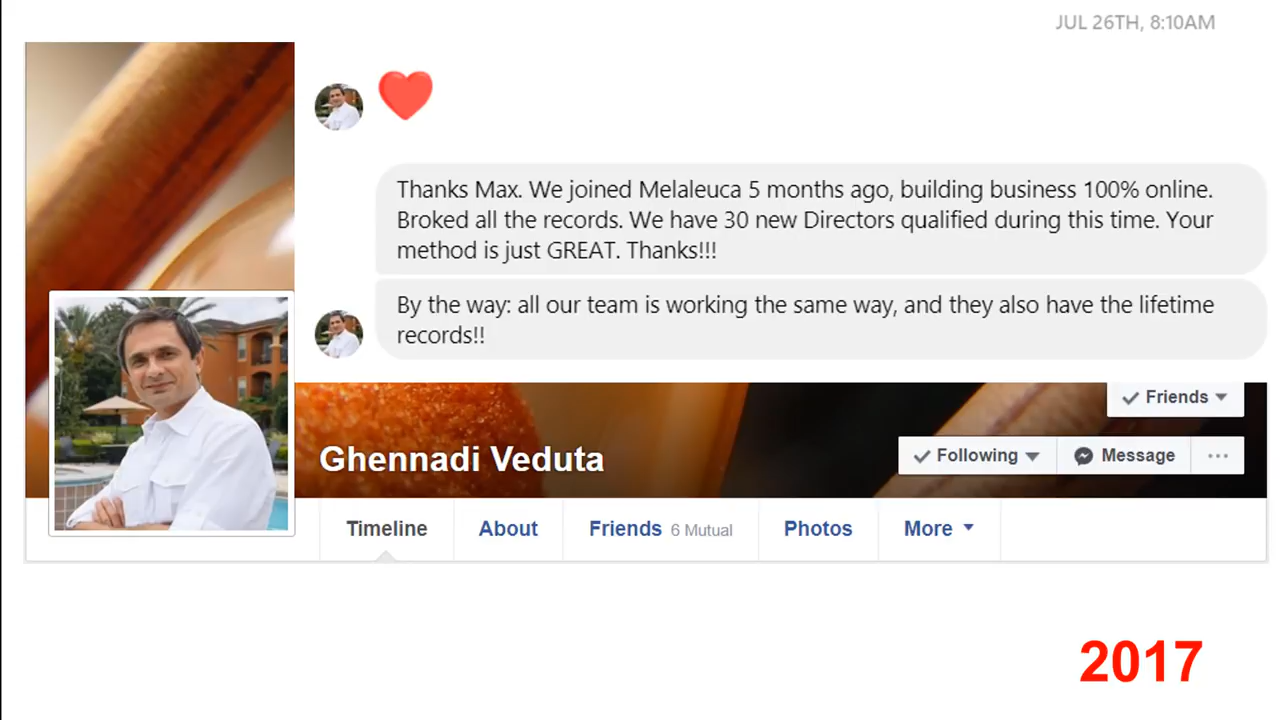 JUL 26TH, 8:10AM
Thanks Max. We joined Melaleuca 5 months ago, building business 100% online.
Broked all the records. We have 30 new Directors qualified during this time. Your
method is just GREAT. Thanks!!!
By the way: all our team is working the same way, and they also have the lifetime
records!!
Friends
Ghennadi Veduta
Following
Message
Timeline
About
Friends 6 Mutual
Photos
More
2017